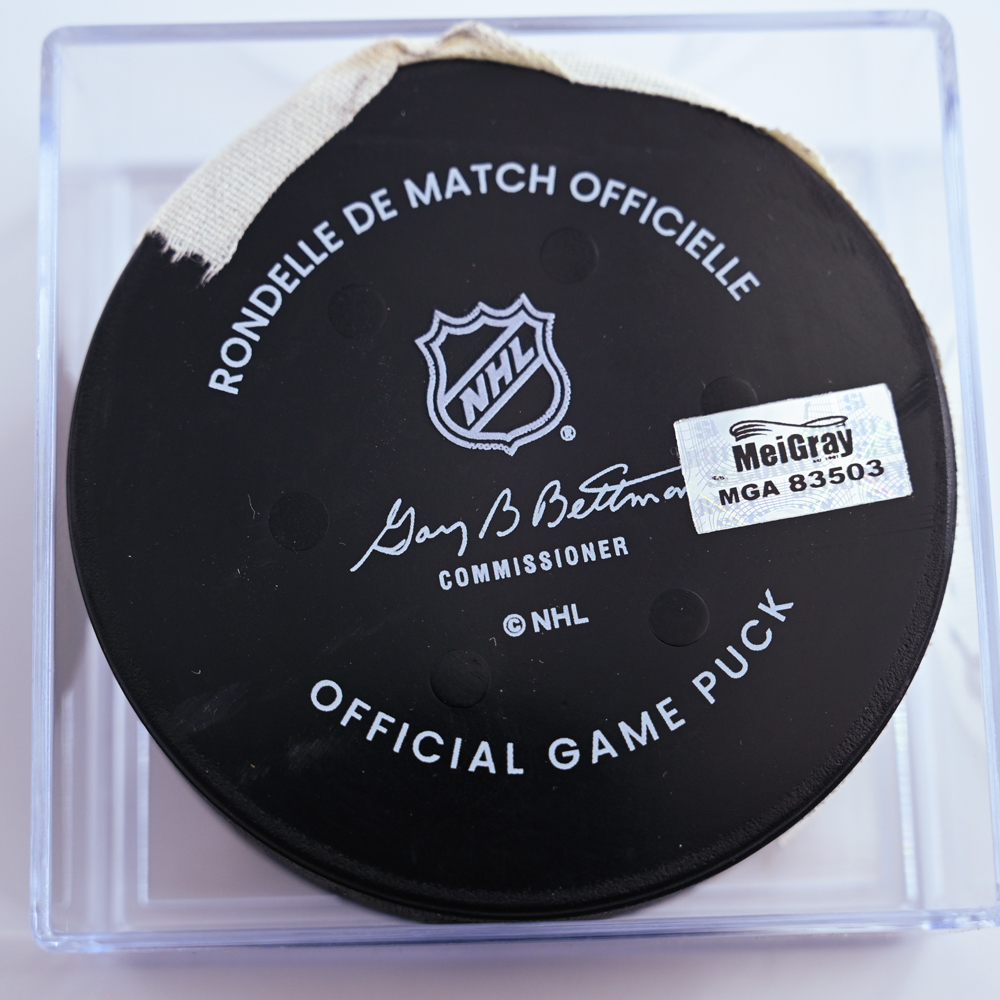 RONDELLE DE MATCH OFFICIELLE
NHL
®
Gary B Bettman
MeiGray
MGA 83503
COMMISSIONER
© NHL
OFFICIAL GAME PUCK